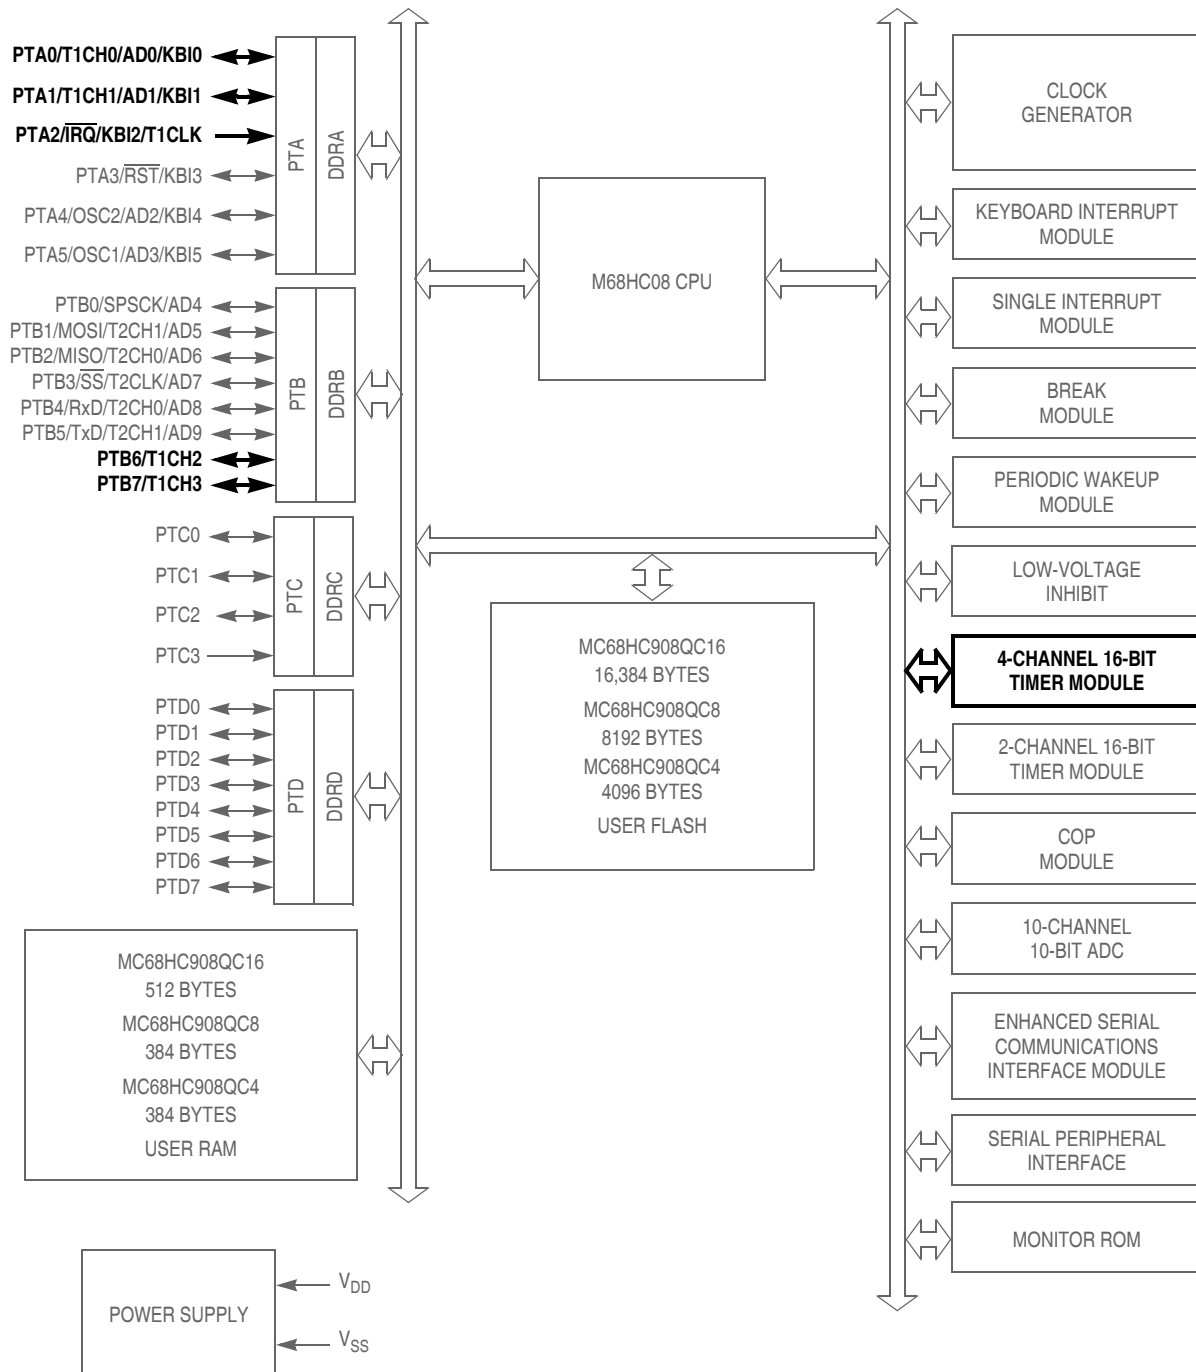 PTA0/T1CH0/AD0/KBI0
PTA1/T1CH1/AD1/KBI1
PTA2/IRQ/KBI2/T1CLK
PTA3/RST/KBI3
PTA4/OSC2/AD2/KBI4
PTA5/OSC1/AD3/KBI5
PTA
DDRA
PTB0/SPSCK/AD4
PTB1/MOSI/T2CH1/AD5
PTB2/MISO/T2CH0/AD6
PTB3/SS/T2CLK/AD7
PTB4/RxD/T2CH0/AD8
PTB5/TxD/T2CH1/AD9
PTB6/T1CH2
PTB7/T1CH3
PTB
DDRB
PTC0
PTC1
PTC2
PTC3
PTC
DDRC
PTD0
PTD1
PTD2
PTD3
PTD4
PTD5
PTD6
PTD7
PTD
DDRD
MC68HC908QC16
512 BYTES
MC68HC908QC8
384 BYTES
MC68HC908QC4
384 BYTES
USER RAM
POWER SUPPLY
VDD
VSS
M68HC08 CPU
MC68HC908QC16
16,384 BYTES
MC68HC908QC8
8192 BYTES
MC68HC908QC4
4096 BYTES
USER FLASH
CLOCK
GENERATOR
KEYBOARD INTERRUPT
MODULE
SINGLE INTERRUPT
MODULE
BREAK
MODULE
PERIODIC WAKEUP
MODULE
LOW-VOLTAGE
INHIBIT
4-CHANNEL 16-BIT
TIMER MODULE
2-CHANNEL 16-BIT
TIMER MODULE
COP
MODULE
10-CHANNEL
10-BIT ADC
ENHANCED SERIAL
COMMUNICATIONS
INTERFACE MODULE
SERIAL PERIPHERAL
INTERFACE
MONITOR ROM